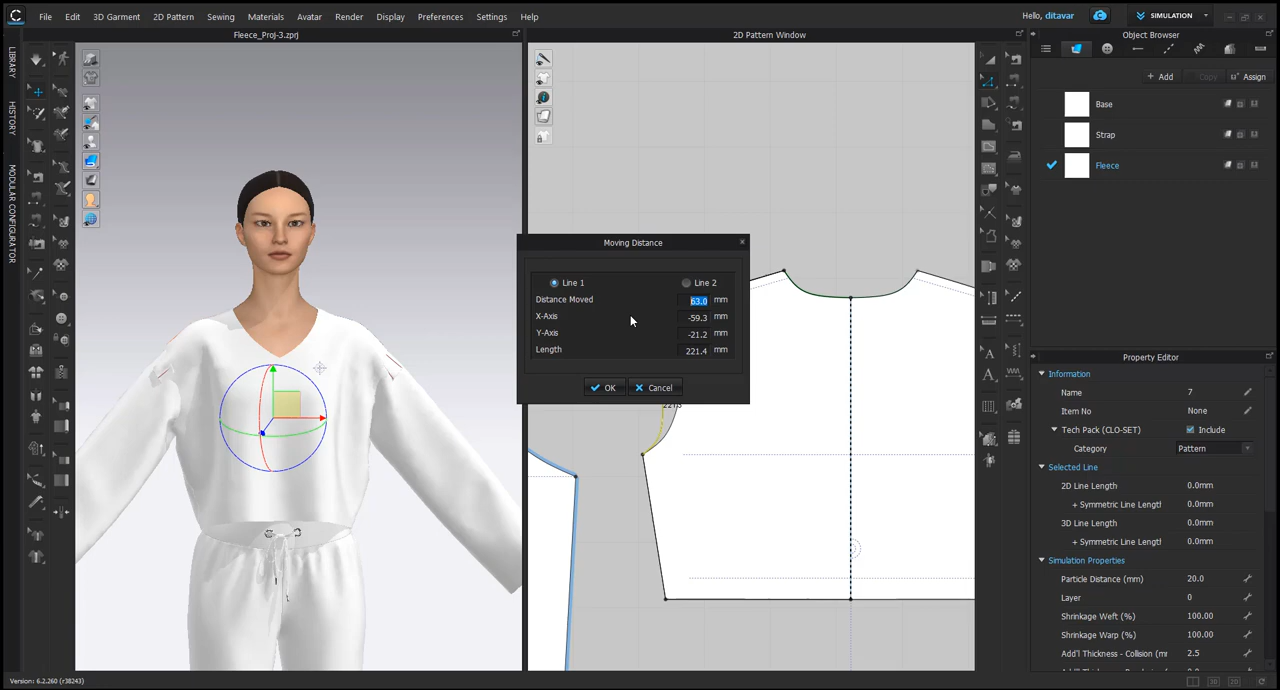 File Edit 3D Garment 2D Pattern Sewing Materials Avatar Render Display Preferences Settings Help
Hello, ditavar
SIMULATION
Fleece_Proj-3.zprj
2D Pattern Window
Object Browser
LIBRARY
HISTORY
MODULAR CONFIGURATOR
+ Add Copy Assign
Base
Strap
Fleece
Moving Distance
Line 1 Line 2
Distance Moved 63.0 mm
X-Axis -59.3 mm
Y-Axis -21.2 mm
Length 221.4 mm
OK Cancel
Property Editor
Information
Name 7
Item No None
Tech Pack (CLO-SET) Include
Category Pattern
Selected Line
2D Line Length 0.0mm
+ Symmetric Line Lengtl 0.0mm
3D Line Length 0.0mm
+ Symmetric Line Lengtl 0.0mm
Simulation Properties
Particle Distance (mm) 20.0
Layer 0
Shrinkage Weft (%) 100.00
Shrinkage Warp (%) 100.00
Add'l Thickness - Collision (mr 2.5
Version: 6.2.260 (r38243)